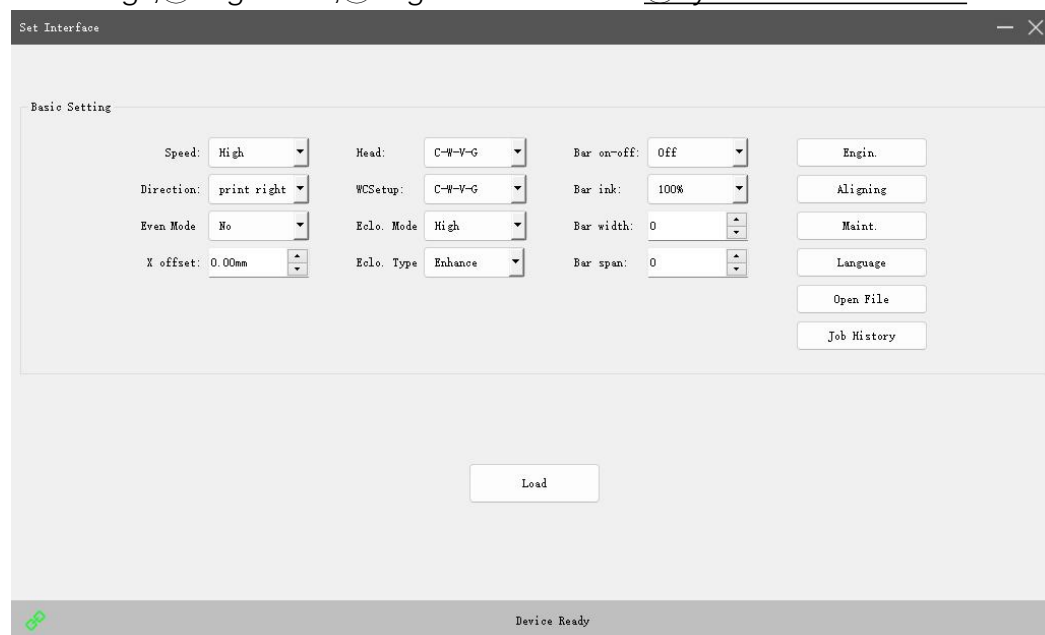 Set Interface
Basic Setting
Speed: High Head: C-W-V-G Bar on-off: Off Engin.
Direction: print right WCSetup: C-W-V-G Bar ink: 100% Aligning
Even Mode No Eclo. Mode High Bar width: 0 Maint.
X offset: 0.00mm Eclo. Type Enhance Bar span: 0 Language
Open File
Job History
Load
Device Ready